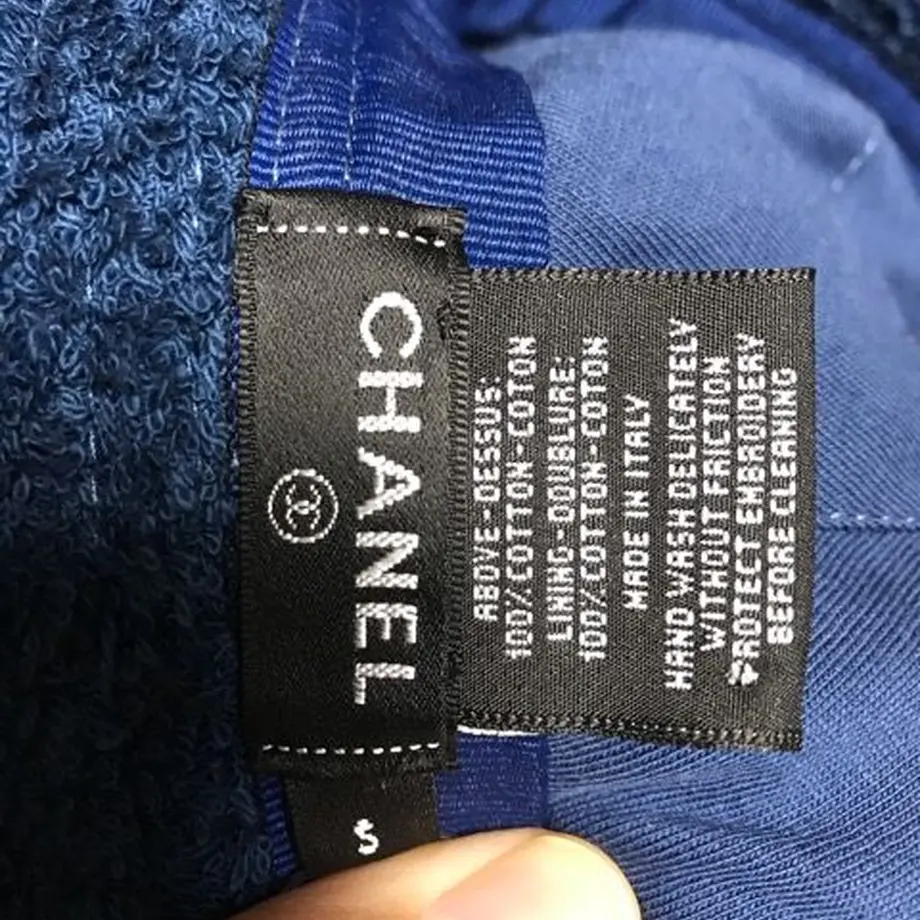 CHANEL
S
ABOVE-DESSUS:
100% COTTON-COTON
LINING-DOUBLURE:
100% COTTON-COTON
MADE IN ITALY
HAND WASH DELICATELY
WITHOUT FRICTION
PROTECT EMBROIDERY
BEFORE CLEANING